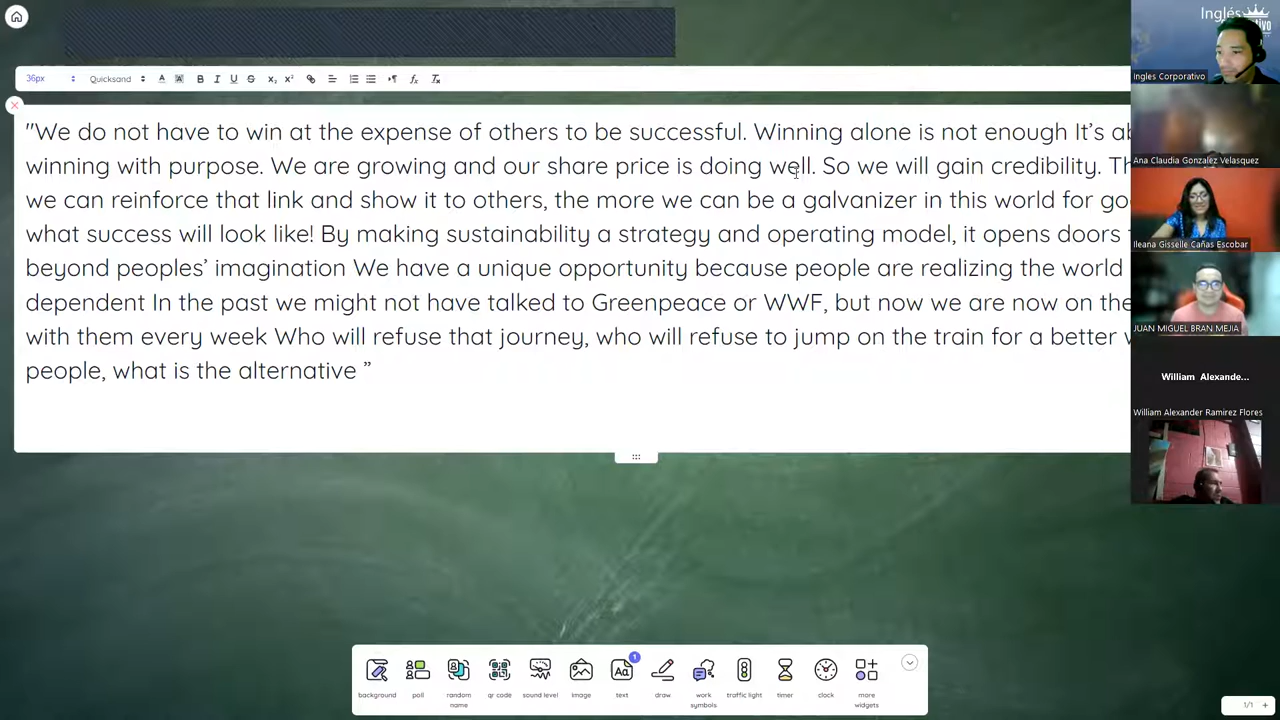 Inglés
36px
Quicksand
"We do not have to win at the expense of others to be successful. Winning alone is not enough It's
winning with purpose. We are growing and our share price is doing well. So we will gain credibility.
we can reinforce that link and show it to others, the more we can be a galvanizer in this world for
what success will look like! By making sustainability a strategy and operating model, it opens doors
beyond peoples' imagination We have a unique opportunity because people are realizing the world
dependent In the past we might not have talked to Greenpeace or WWF, but now we are now on the
with them every week Who will refuse that journey, who will refuse to jump on the train for a better
people, what is the alternative ”
Ingles Corporativo
Ana Claudia Gonzalez Velasquez
Ileana Gisselle Cañas Escobar
JUAN MIGUEL BRAN MEJIA
William Alexande...
William Alexander Ramirez Flores
background
poll
random name
qr code
sound level
image
1
text
draw
work symbols
traffic light
timer
clock
more widgets
1/1